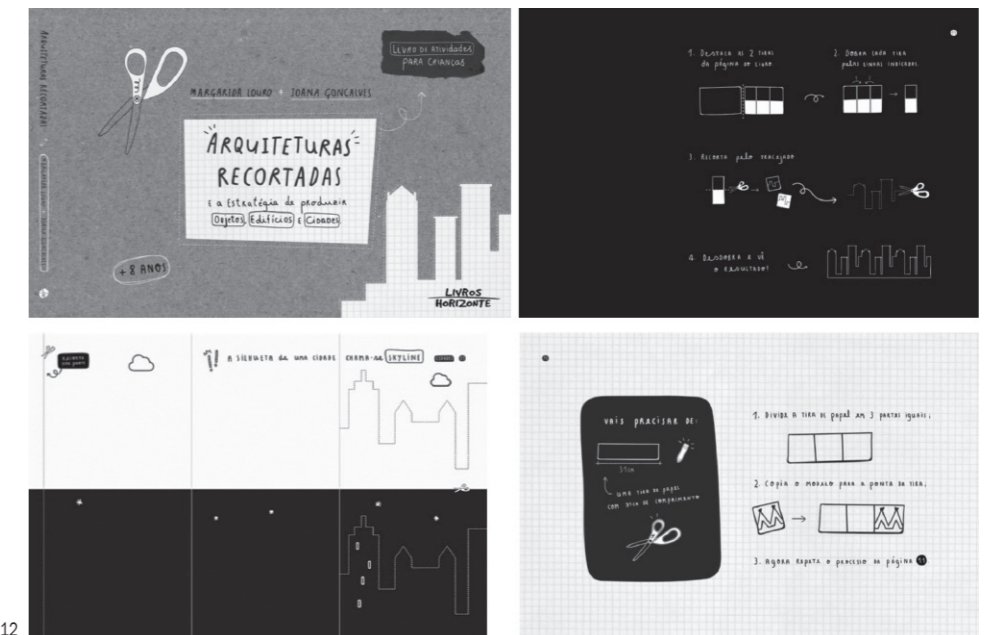 ARQUITETURAS RECORTADAS
LIVRO DE ATIVIDADES
PARA CRIANÇAS
MARGARIDA LOURO + JOANA GONÇALVES
ARQUITETURAS
RECORTADAS
E a Estratégia de produzir
Objetos, Edifícios E Cidades
+ 8 ANOS
LIVROS
HORIZONTE
1. DESTACA AS 2 TIRAS
DA PÁGINA DO LIVRO
2. DOBRA CADA TIRA
PELAS LINHAS INDICADAS
3. RECORTA PELO TRACEJADO
4. DESDOBRA E VÊ
O RESULTADO!
A SILHUETA DE UMA CIDADE CHAMA-SE SKYLINE
VAIS PRECISAR DE:
UMA TIRA DE PAPEL
1. DIVIDE A TIRA DE PAPEL EM 3 PARTES IGUAIS;
2. COPIA O MODELO PARA A PONTA DA TIRA;
3. AGORA REPETE O PROCESSO DA PÁGINA
12